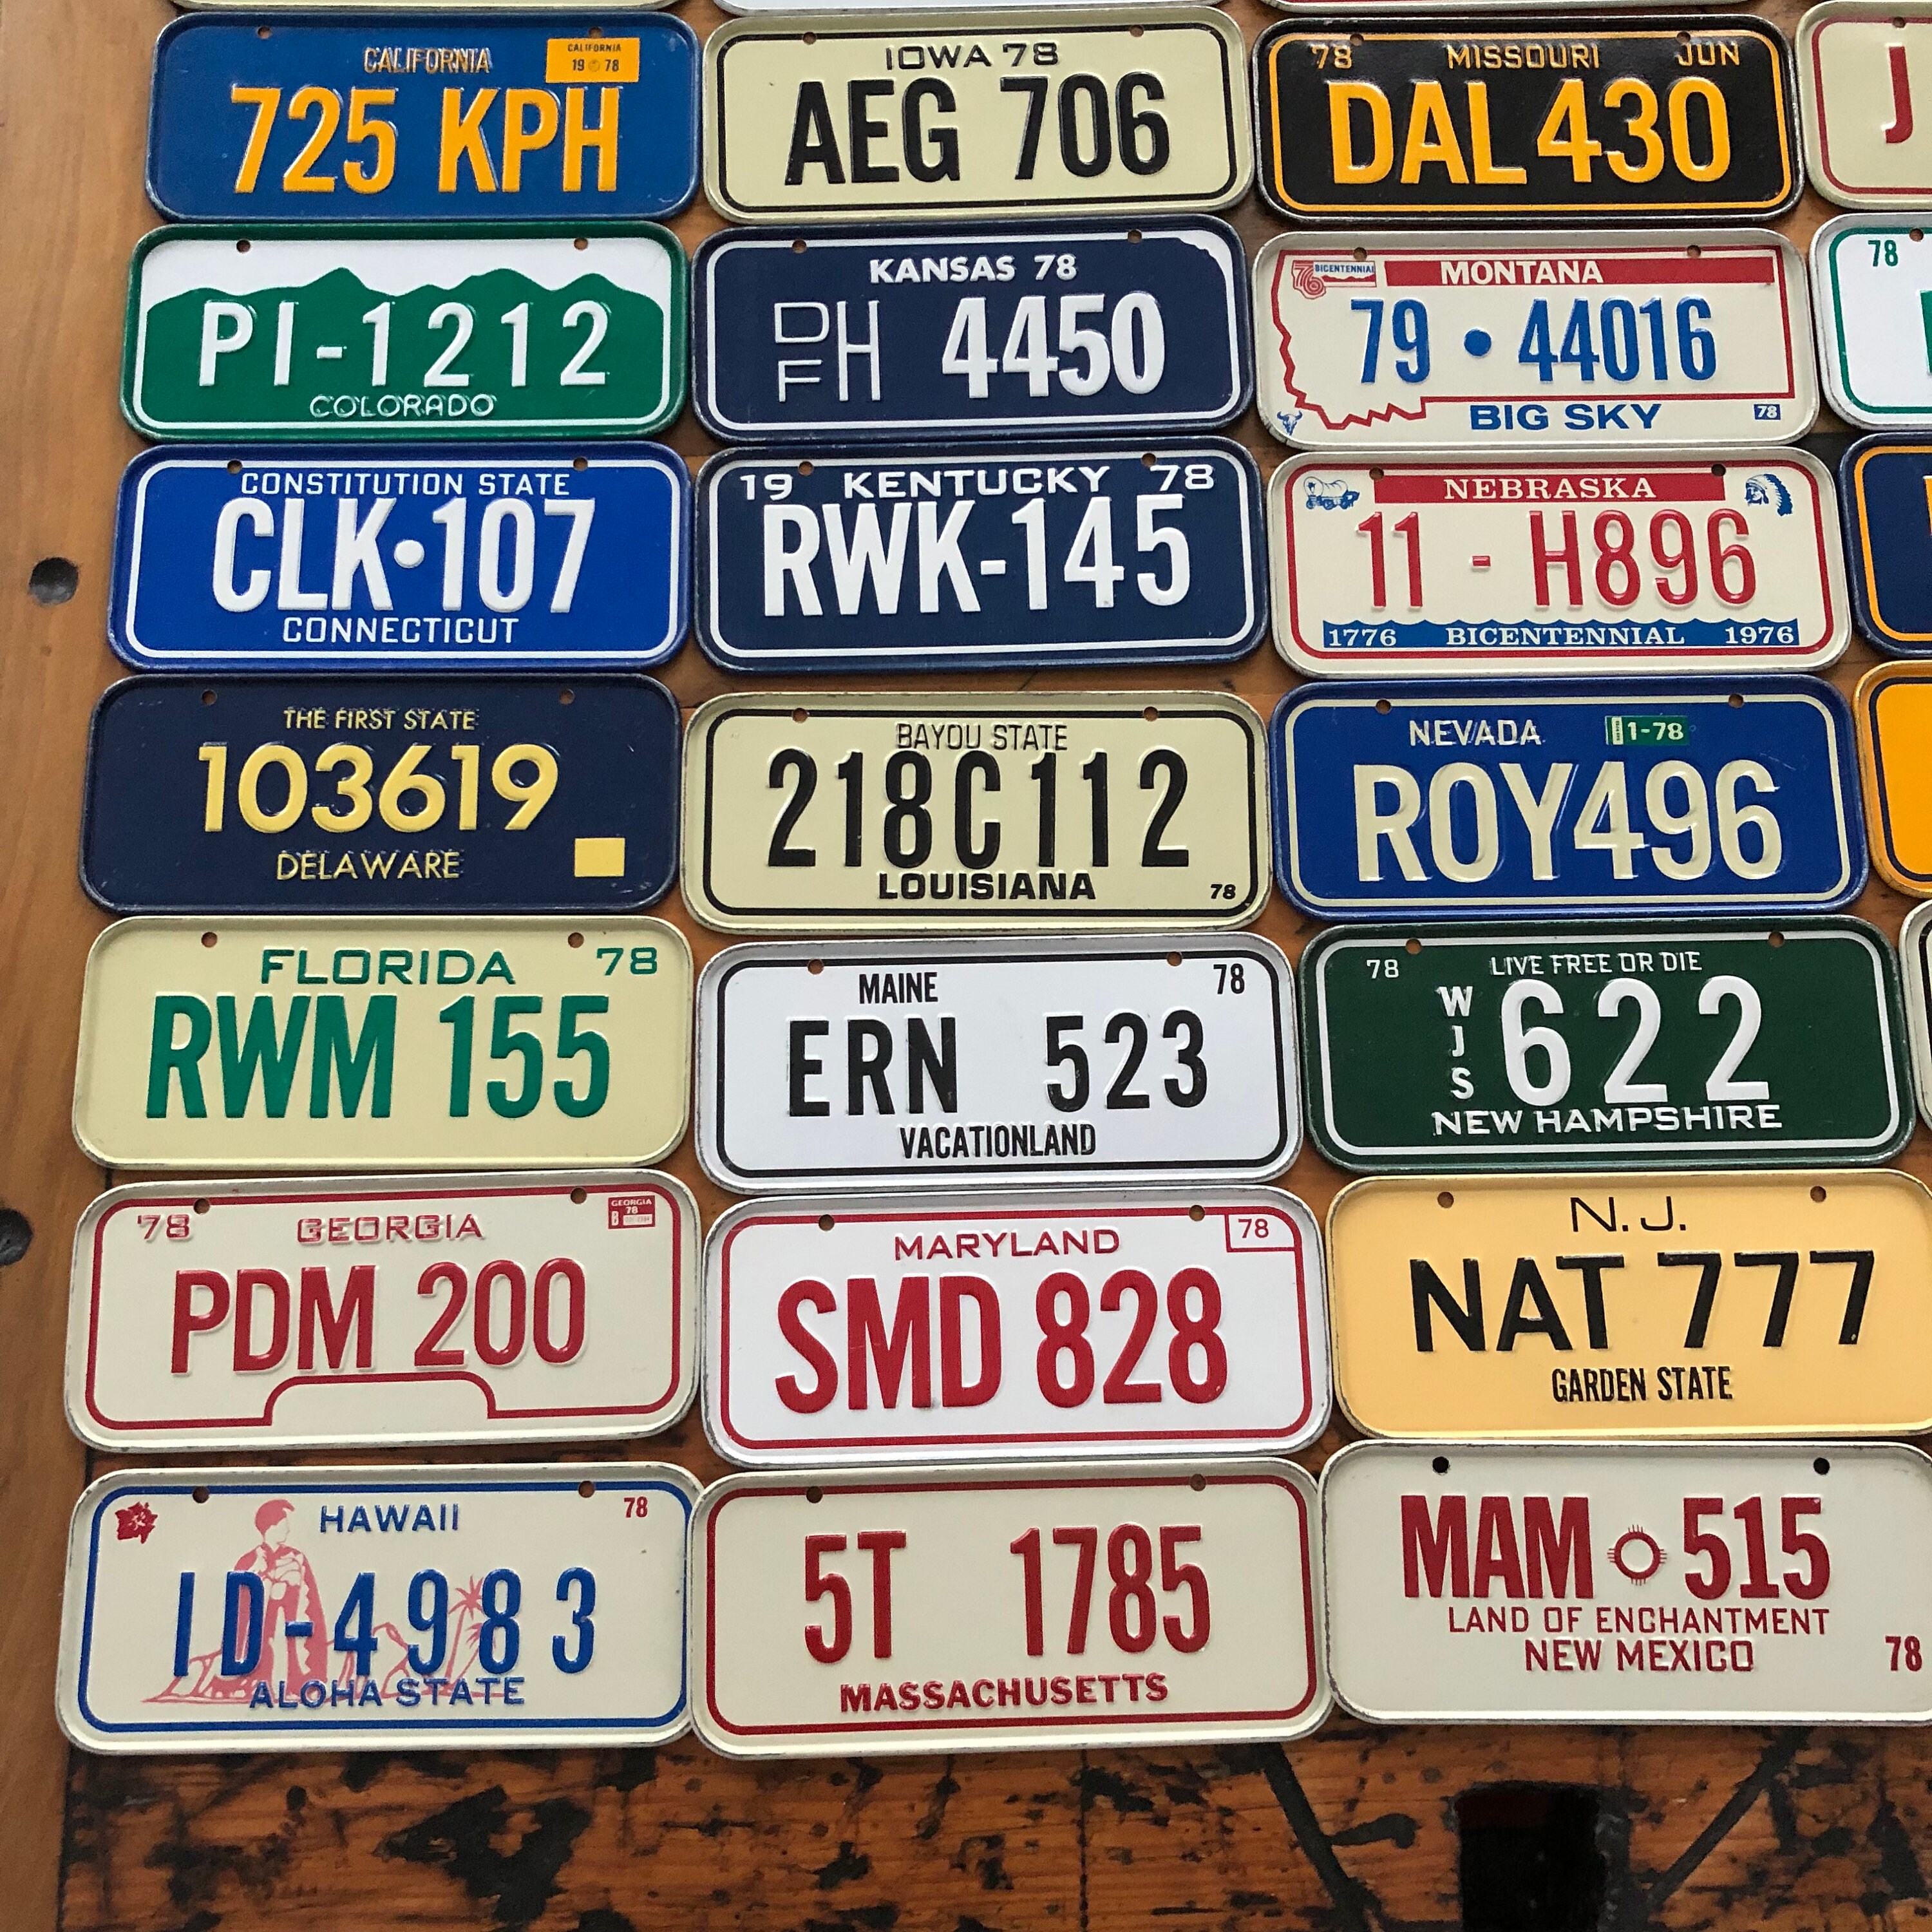 CALIFORNIA
CALIFORNIA
19 78
725 KPH
IOWA 78
AEG 706
78 MISSOURI JUN
DAL 430
J
PI-1212
COLORADO
KANSAS 78
DF H 4450
76 BICENTENNIAL
MONTANA
79 • 44016
BIG SKY
78
78
CONSTITUTION STATE
CLK•107
CONNECTICUT
19 KENTUCKY 78
RWK-145
NEBRASKA
11 - H896
1776 BICENTENNIAL 1976
THE FIRST STATE
103619
DELAWARE
BAYOU STATE
218C112
LOUISIANA 78
NEVADA 1-78
ROY496
FLORIDA 78
RWM 155
MAINE 78
ERN 523
VACATIONLAND
78 LIVE FREE OR DIE
WJS 622
NEW HAMPSHIRE
'78 GEORGIA
GEORGIA
78
PDM 200
MARYLAND 78
SMD 828
N.J.
NAT 777
GARDEN STATE
HAWAII 78
ID-4983
ALOHA STATE
5T 1785
MASSACHUSETTS
MAM 515
LAND OF ENCHANTMENT
NEW MEXICO 78